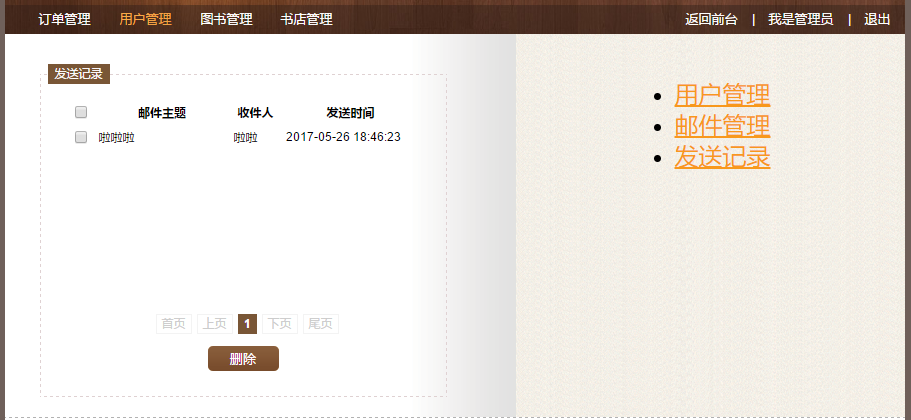 订单管理 用户管理 图书管理 书店管理 返回前台 | 我是管理员 | 退出
发送记录
邮件主题 收件人 发送时间
啦啦啦 啦啦 2017-05-26 18:46:23
首页 上页 1 下页 尾页
删除
用户管理
邮件管理
发送记录